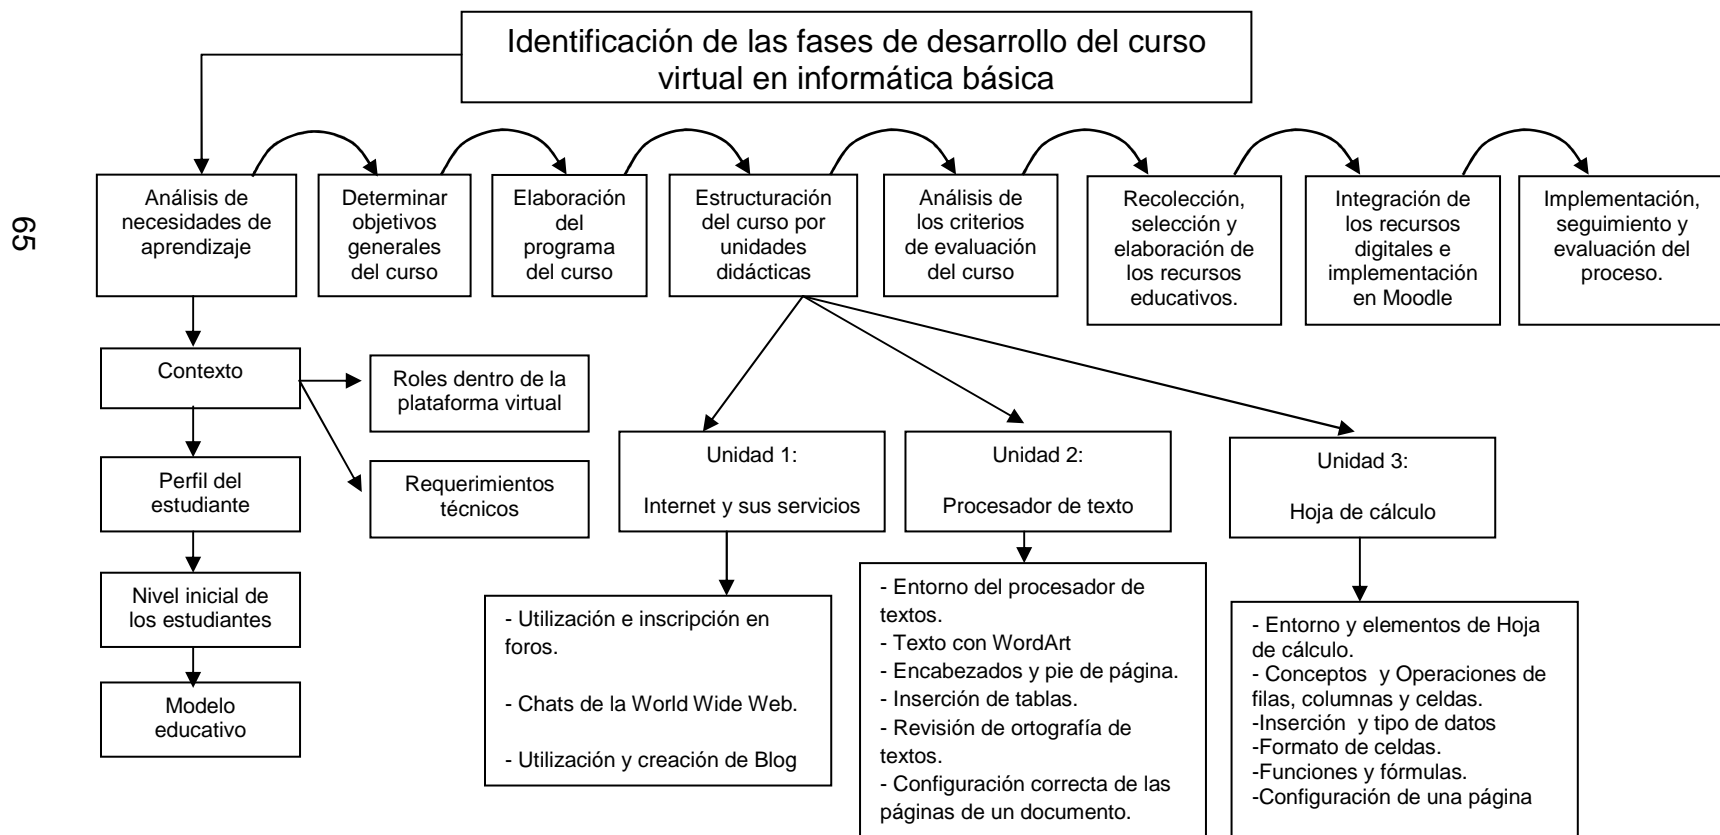 Identificación de las fases de desarrollo del curso
virtual en informática básica
65
Análisis de
necesidades de
aprendizaje
Determinar
objetivos
generales
del curso
Elaboración
del
programa
del curso
Estructuración
del curso por
unidades
didácticas
Análisis de
los criterios
de evaluación
del curso
Recolección,
selección y
elaboración de
los recursos
educativos.
Integración de
los recursos
digitales e
implementación
en Moodle
Implementación,
seguimiento y
evaluación del
proceso.
Contexto
Roles dentro de la
plataforma virtual
Requerimientos
técnicos
Perfil del
estudiante
Nivel inicial de
los estudiantes
Modelo
educativo
Unidad 1:
Internet y sus servicios
Unidad 2:
Procesador de texto
Unidad 3:
Hoja de cálculo
- Utilización e inscripción en
foros.
- Chats de la World Wide Web.
- Utilización y creación de Blog
- Entorno del procesador de
textos.
- Texto con WordArt
- Encabezados y pie de página.
- Inserción de tablas.
- Revisión de ortografía de
textos.
- Configuración correcta de las
páginas de un documento.
- Entorno y elementos de Hoja
de cálculo.
- Conceptos  y Operaciones de
filas, columnas y celdas.
-Inserción  y tipo de datos
-Formato de celdas.
-Funciones y fórmulas.
-Configuración de una página